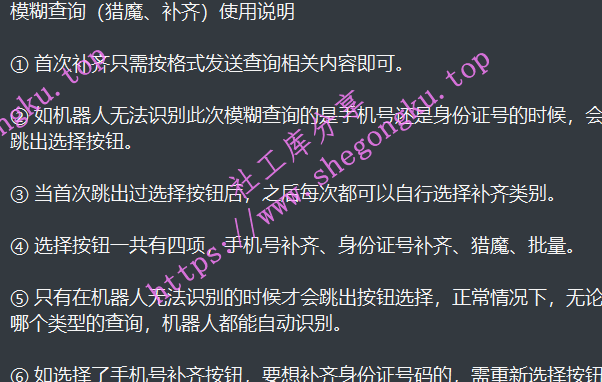 模糊查询（猎魔、补齐）使用说明
① 首次补齐只需按格式发送查询相关内容即可。
② 如机器人无法识别此次模糊查询的是手机号还是身份证号的时候，会
跳出选择按钮。
③ 当首次跳出过选择按钮后，之后每次都可以自行选择补齐类别。
④ 选择按钮一共有四项，手机号补齐、身份证号补齐、猎魔、批量。
⑤ 只有在机器人无法识别的时候才会跳出按钮选择，正常情况下，无论
哪个类型的查询，机器人都能自动识别。
⑥ 如选择了手机号补齐按钮，要想补齐身份证号码的，需重新选择按钮
社工库分享
https://www.shegongku.top
ngku.top